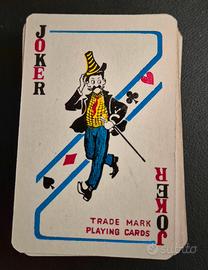 JOKER
TRADE MARK
PLAYING CARDS
JOKER
subito